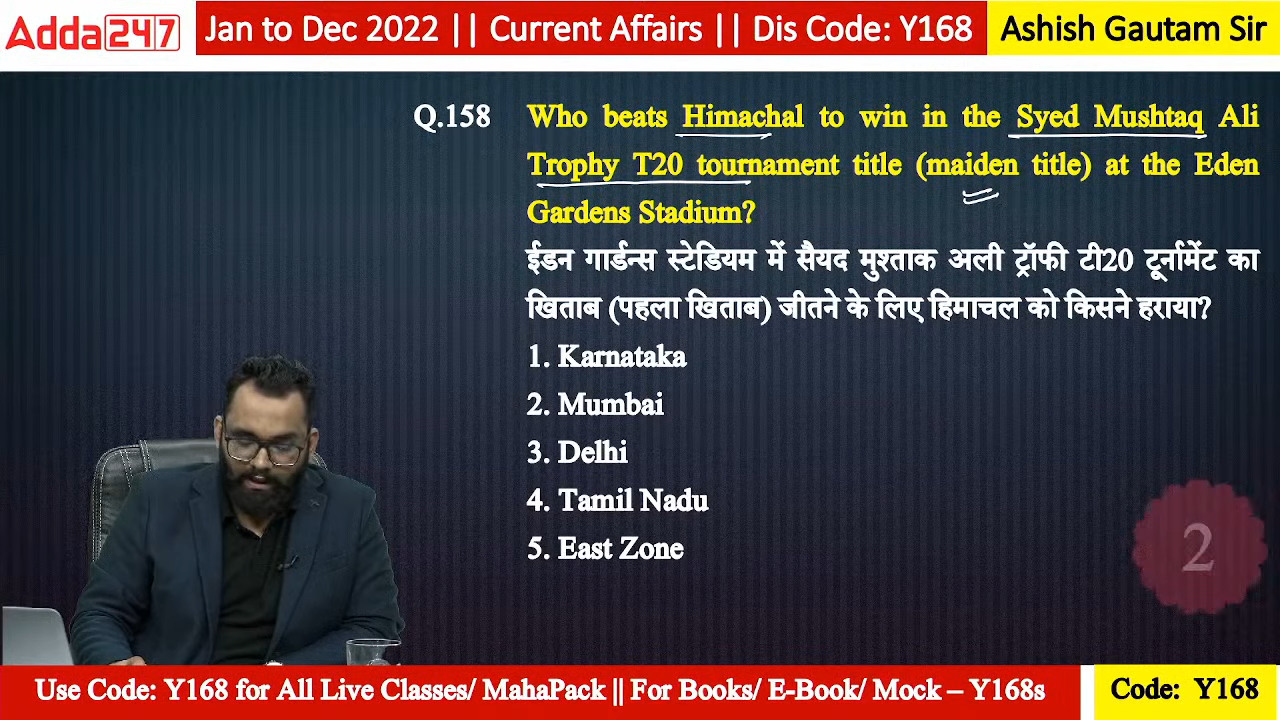 Adda247
Jan to Dec 2022 || Current Affairs || Dis Code: Y168
Ashish Gautam Sir
Q.158
Who beats Himachal to win in the Syed Mushtaq Ali
Trophy T20 tournament title (maiden title) at the Eden
Gardens Stadium?
ईडन गार्डन्स स्टेडियम में सैयद मुश्ताक अली ट्रॉफी टी20 टूर्नामेंट का
खिताब (पहला खिताब) जीतने के लिए हिमाचल को किसने हराया?
1. Karnataka
2. Mumbai
3. Delhi
4. Tamil Nadu
5. East Zone
2
Use Code: Y168 for All Live Classes/ MahaPack || For Books/ E-Book/ Mock – Y168s
Code: Y168